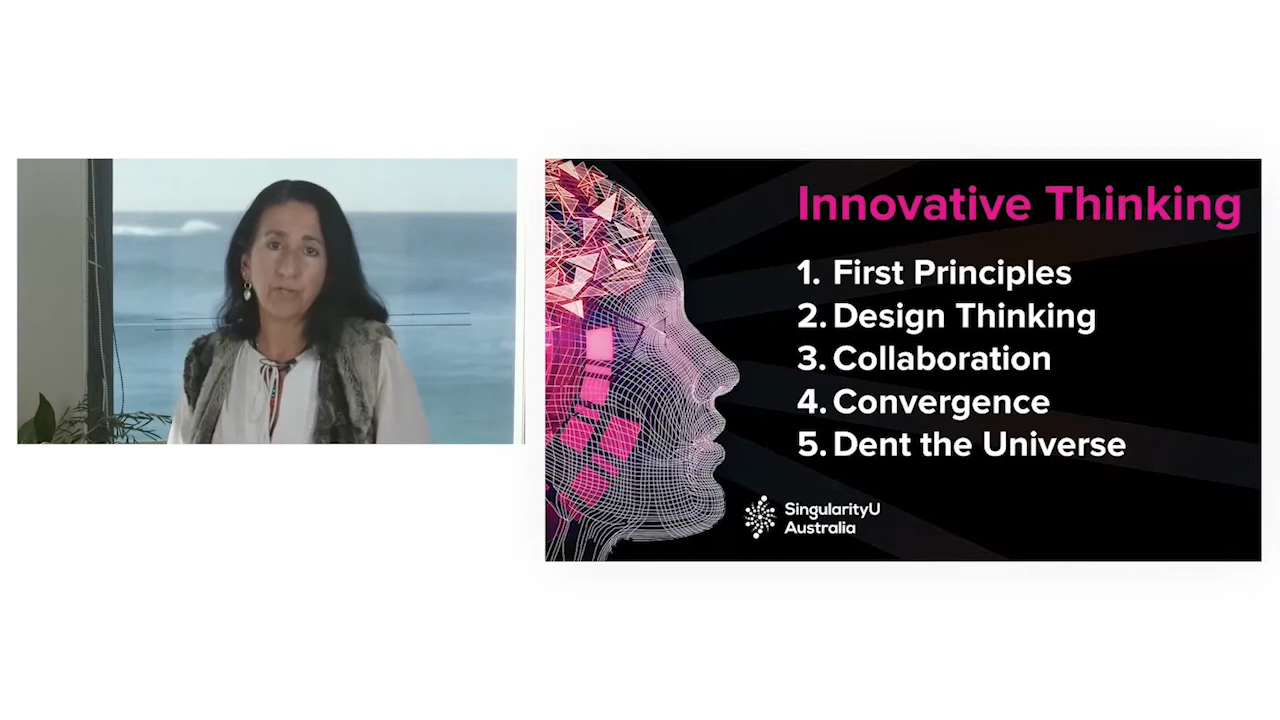 Innovative Thinking
1. First Principles
2. Design Thinking
3. Collaboration
4. Convergence
5. Dent the Universe
SingularityU
Australia